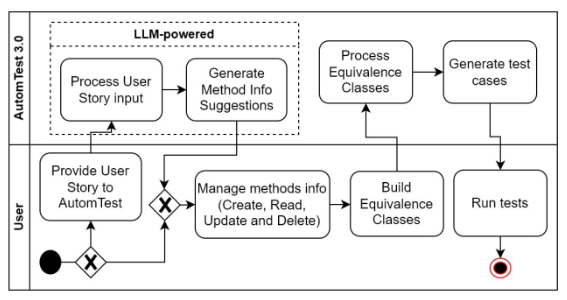 AutomTest 3.0
LLM-powered
Process User
Story input
Generate
Method Info
Suggestions
Process
Equivalence
Classes
Generate test
cases
User
Provide User
Story to
AutomTest
X
X
Manage methods info
(Create, Read,
Update and Delete)
Build
Equivalence
Classes
Run tests